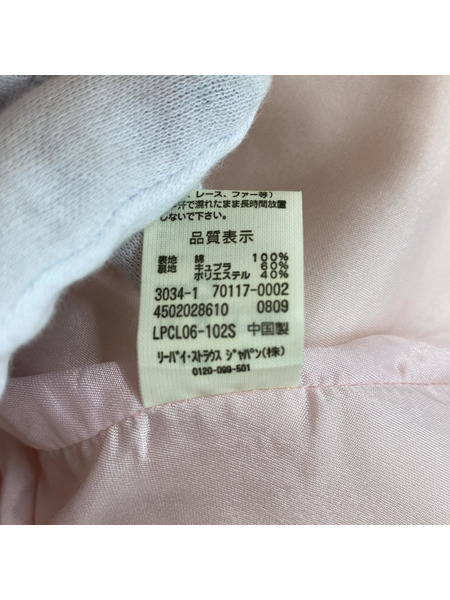 レース、ファー等)
汗で濡れたまま長時間放置
しないで下さい。
品質表示
表地 綿 100%
裏地 キュプラ 60%
ポリエステル 40%
3034-1 70117-0002
4502028610 0809
LPCL06-102S 中国製
リーバイ・ストラウス ジャパン(株)
0120-099-501